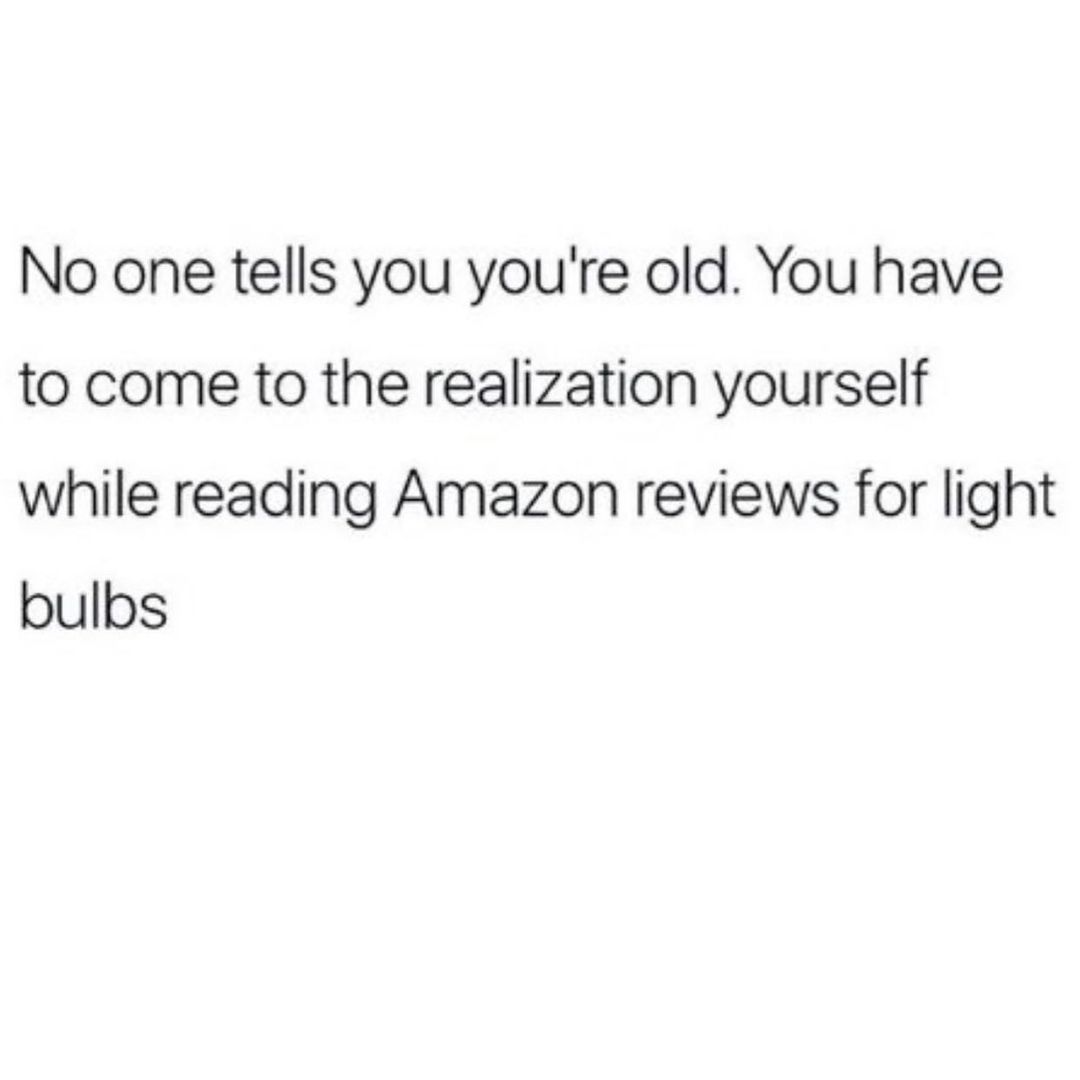 No one tells you you're old. You have
to come to the realization yourself
while reading Amazon reviews for light
bulbs